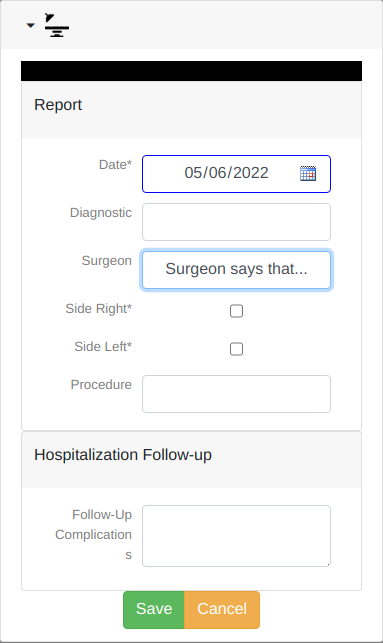 Report
Date*
05/06/2022
Diagnostic
Surgeon
Surgeon says that...
Side Right*
Side Left*
Procedure
Hospitalization Follow-up
Follow-Up
Complication
s
Save
Cancel